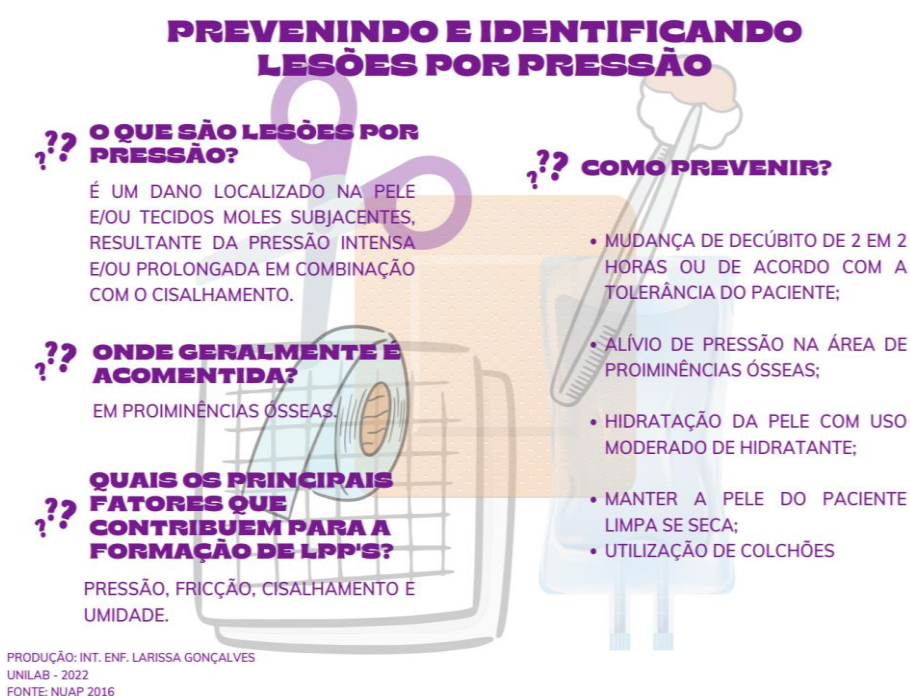 PREVENINDO E IDENTIFICANDO
LESÕES POR PRESSÃO
?? ? ?
O QUE SÃO LESÕES POR
PRESSÃO?
É UM DANO LOCALIZADO NA PELE
E/OU TECIDOS MOLES SUBJACENTES,
RESULTANTE DA PRESSÃO INTENSA
E/OU PROLONGADA EM COMBINAÇÃO
COM O CISALHAMENTO.
?? ? ?
ONDE GERALMENTE É
ACOMENTIDA?
EM PROIMINÊNCIAS ÓSSEAS.
?? ? ?
QUAIS OS PRINCIPAIS
FATORES QUE
CONTRIBUEM PARA A
FORMAÇÃO DE LPP'S?
PRESSÃO, FRICÇÃO, CISALHAMENTO E
UMIDADE.
?? ? ?
COMO PREVENIR?
• MUDANÇA DE DECÚBITO DE 2 EM 2
HORAS OU DE ACORDO COM A
TOLERÂNCIA DO PACIENTE;
• ALÍVIO DE PRESSÃO NA ÁREA DE
PROIMINÊNCIAS ÓSSEAS;
• HIDRATAÇÃO DA PELE COM USO
MODERADO DE HIDRATANTE;
• MANTER A PELE DO PACIENTE
LIMPA SE SECA;
• UTILIZAÇÃO DE COLCHÕES
PRODUÇÃO: INT. ENF. LARISSA GONÇALVES
UNILAB - 2022
FONTE: NUAP 2016